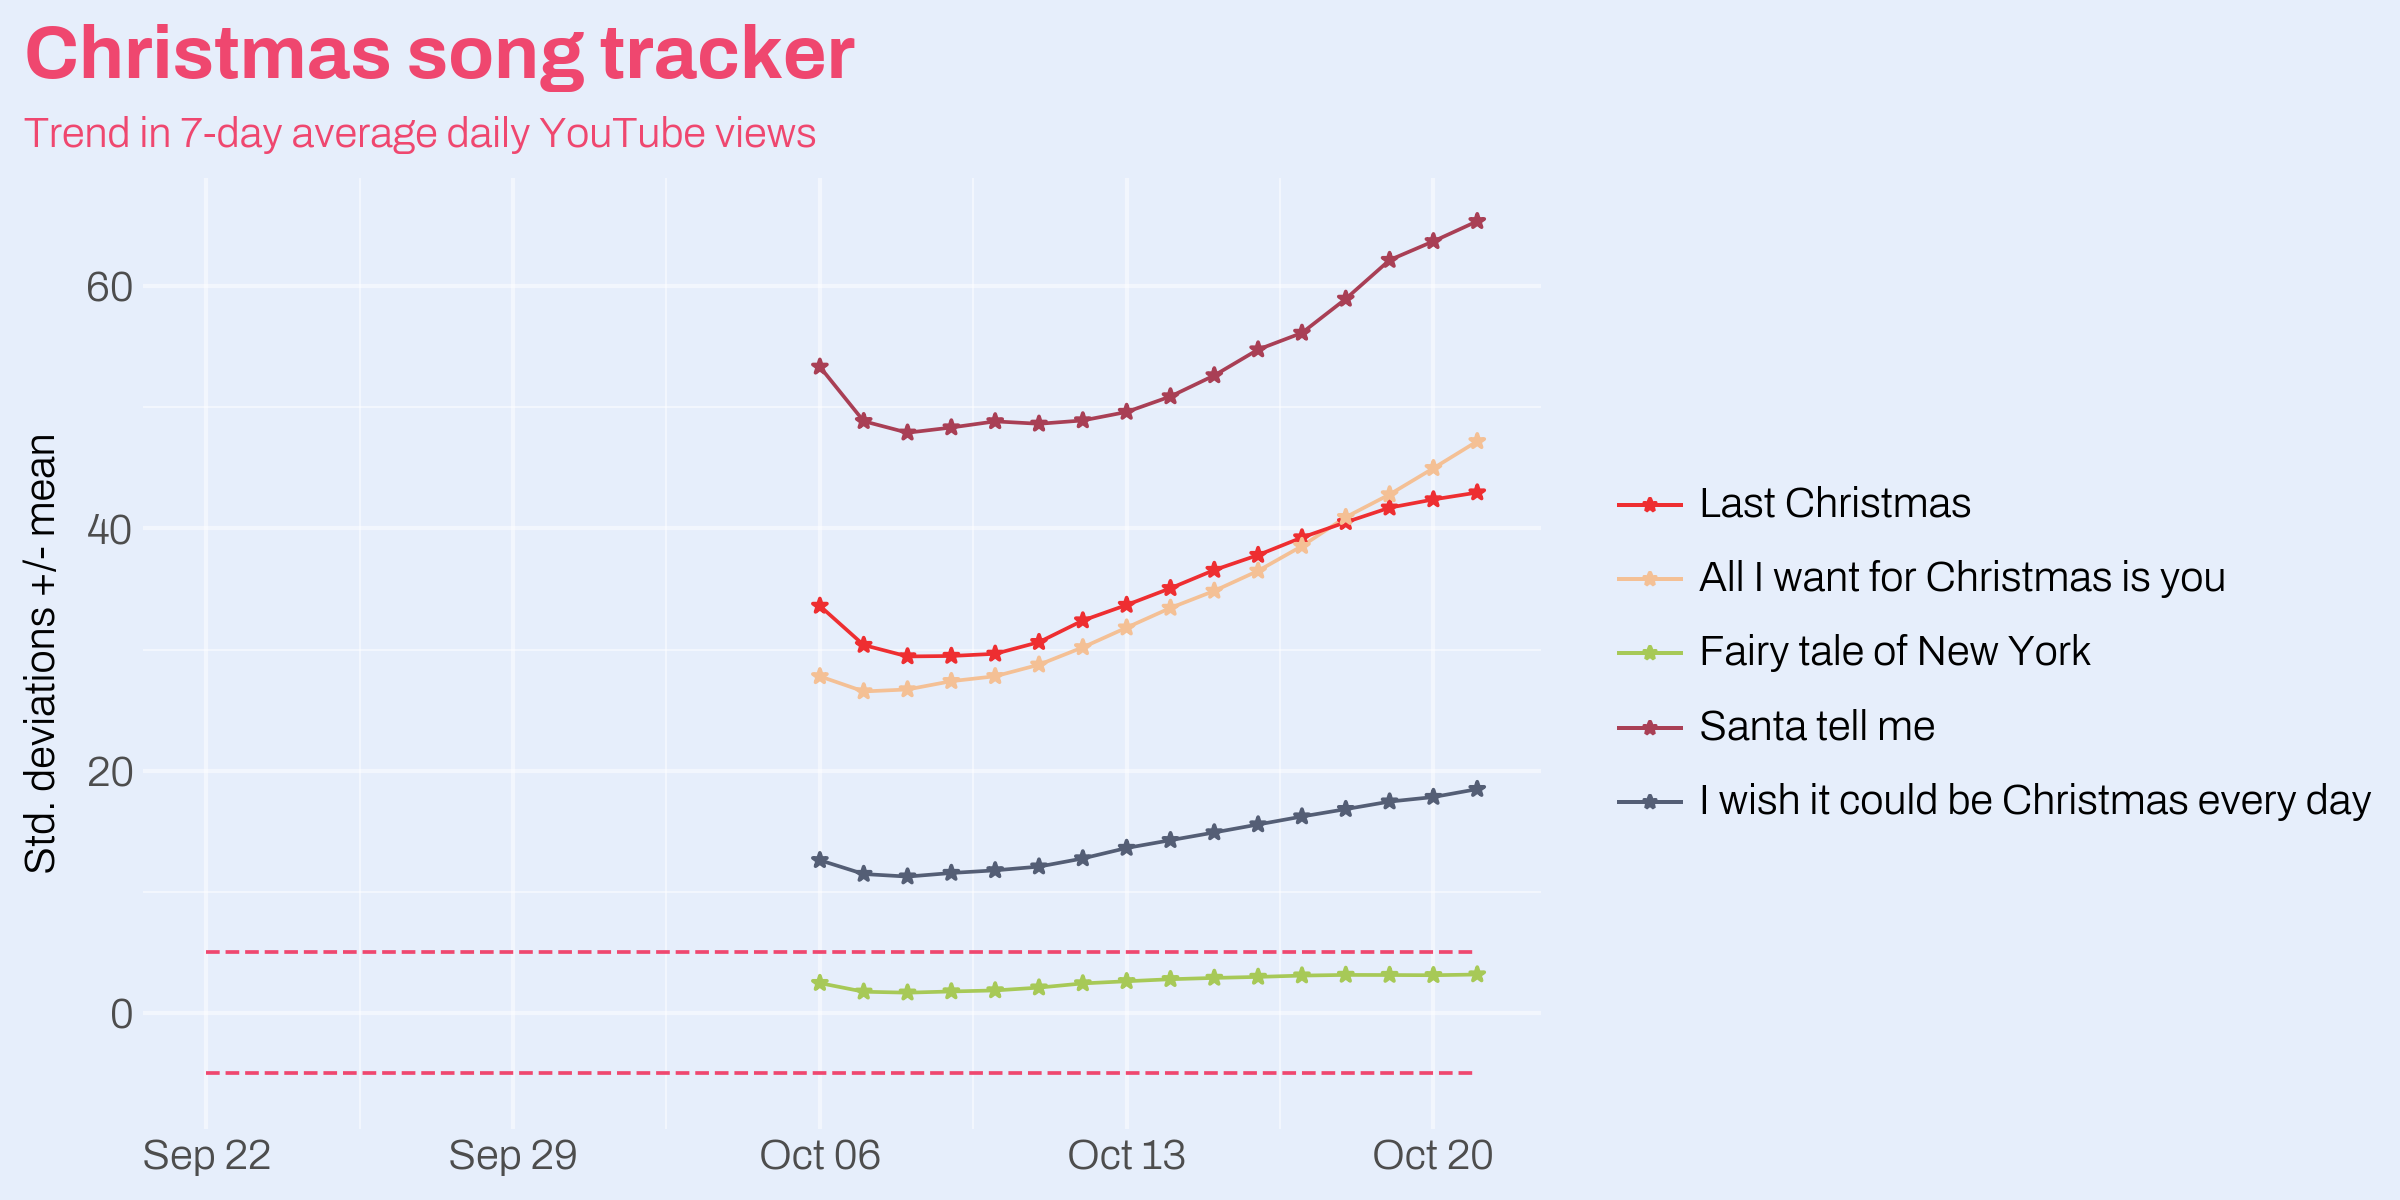 Christmas song tracker
Trend in 7-day average daily YouTube views
Std. deviations +/- mean
60
40
20
0
Sep 22
Sep 29
Oct 06
Oct 13
Oct 20
Last Christmas
All I want for Christmas is you
Fairy tale of New York
Santa tell me
I wish it could be Christmas every day